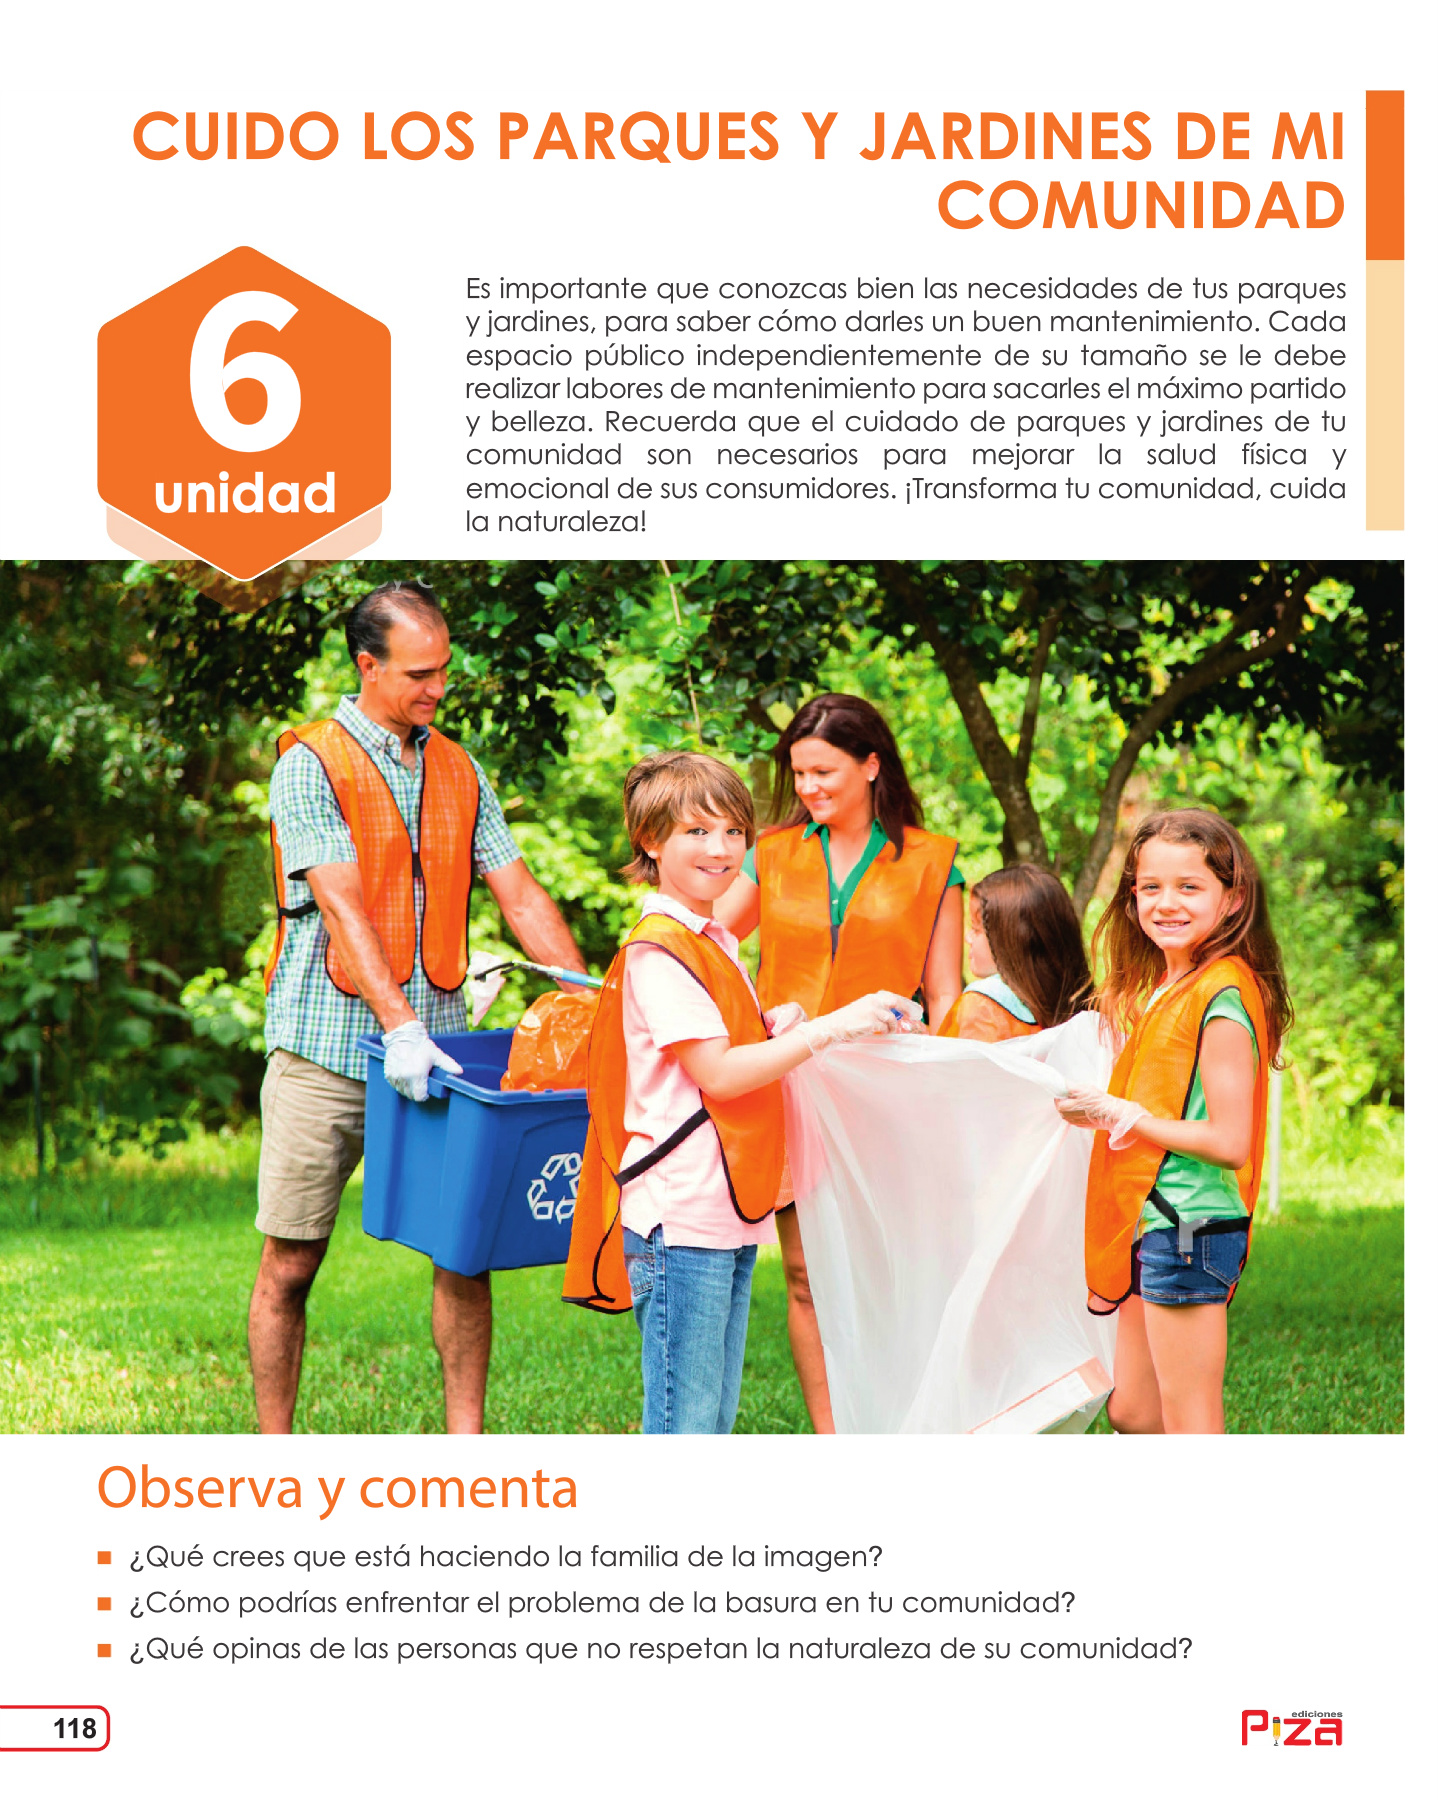 CUIDO LOS PARQUES Y JARDINES DE MI
COMUNIDAD
6
unidad
Es importante que conozcas bien las necesidades de tus parques
y jardines, para saber cómo darles un buen mantenimiento. Cada
espacio público independientemente de su tamaño se le debe
realizar labores de mantenimiento para sacarles el máximo partido
y belleza. Recuerda que el cuidado de parques y jardines de tu
comunidad son necesarios para mejorar la salud física y
emocional de sus consumidores. ¡Transforma tu comunidad, cuida
la naturaleza!
Observa y comenta
¿Qué crees que está haciendo la familia de la imagen?
¿Cómo podrías enfrentar el problema de la basura en tu comunidad?
¿Qué opinas de las personas que no respetan la naturaleza de su comunidad?
118
ediciones
Piza